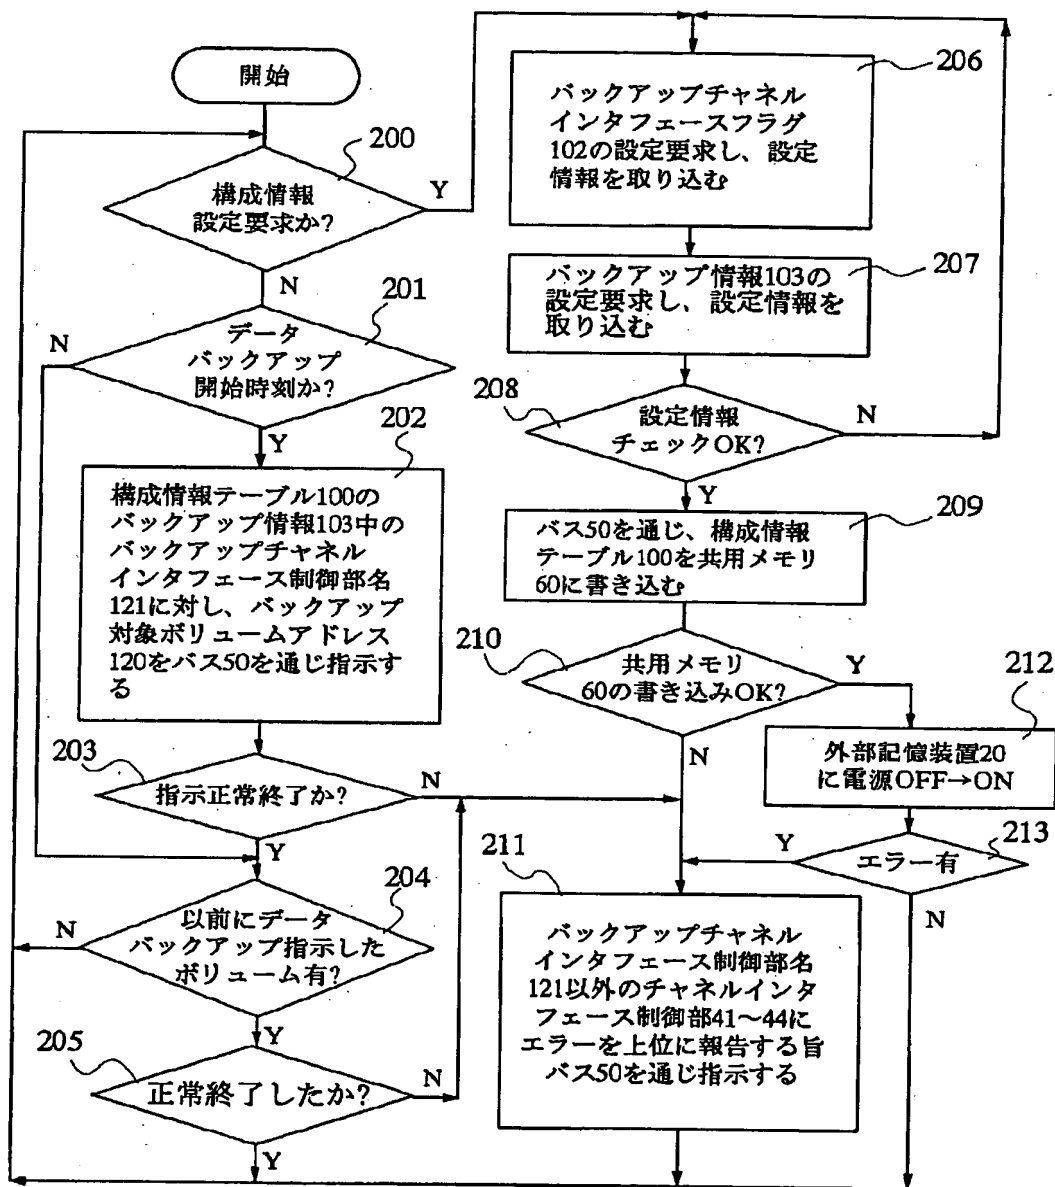 開始
200
構成情報
設定要求か?
Y
N
201
データ
バックアップ
開始時刻か?
N
Y
202
構成情報テーブル100の
バックアップ情報103中の
バックアップチャネル
インタフェース制御部名
121に対し、バックアップ
対象ボリュームアドレス
120をバス50を通じ指示す
る
203
指示正常終了か?
N
Y
204
以前にデータ
バックアップ指示した
ボリューム有?
N
Y
205
正常終了したか?
N
Y
206
バックアップチャネル
インタフェースフラグ
102の設定要求し、設定
情報を取り込む
207
バックアップ情報103の
設定要求し、設定情報を
取り込む
208
設定情報
チェックOK?
N
Y
209
バス50を通じ、構成情報
テーブル100を共用メモリ
60に書き込む
210
共用メモリ
60の書き込みOK?
Y
N
212
外部記憶装置20
に電源OFF→ON
213
エラー有
Y
N
211
バックアップチャネル
インタフェース制御部名
121以外のチャネルインタ
フェース制御部41〜44に
エラーを上位に報告する旨
バス50を通じ指示する